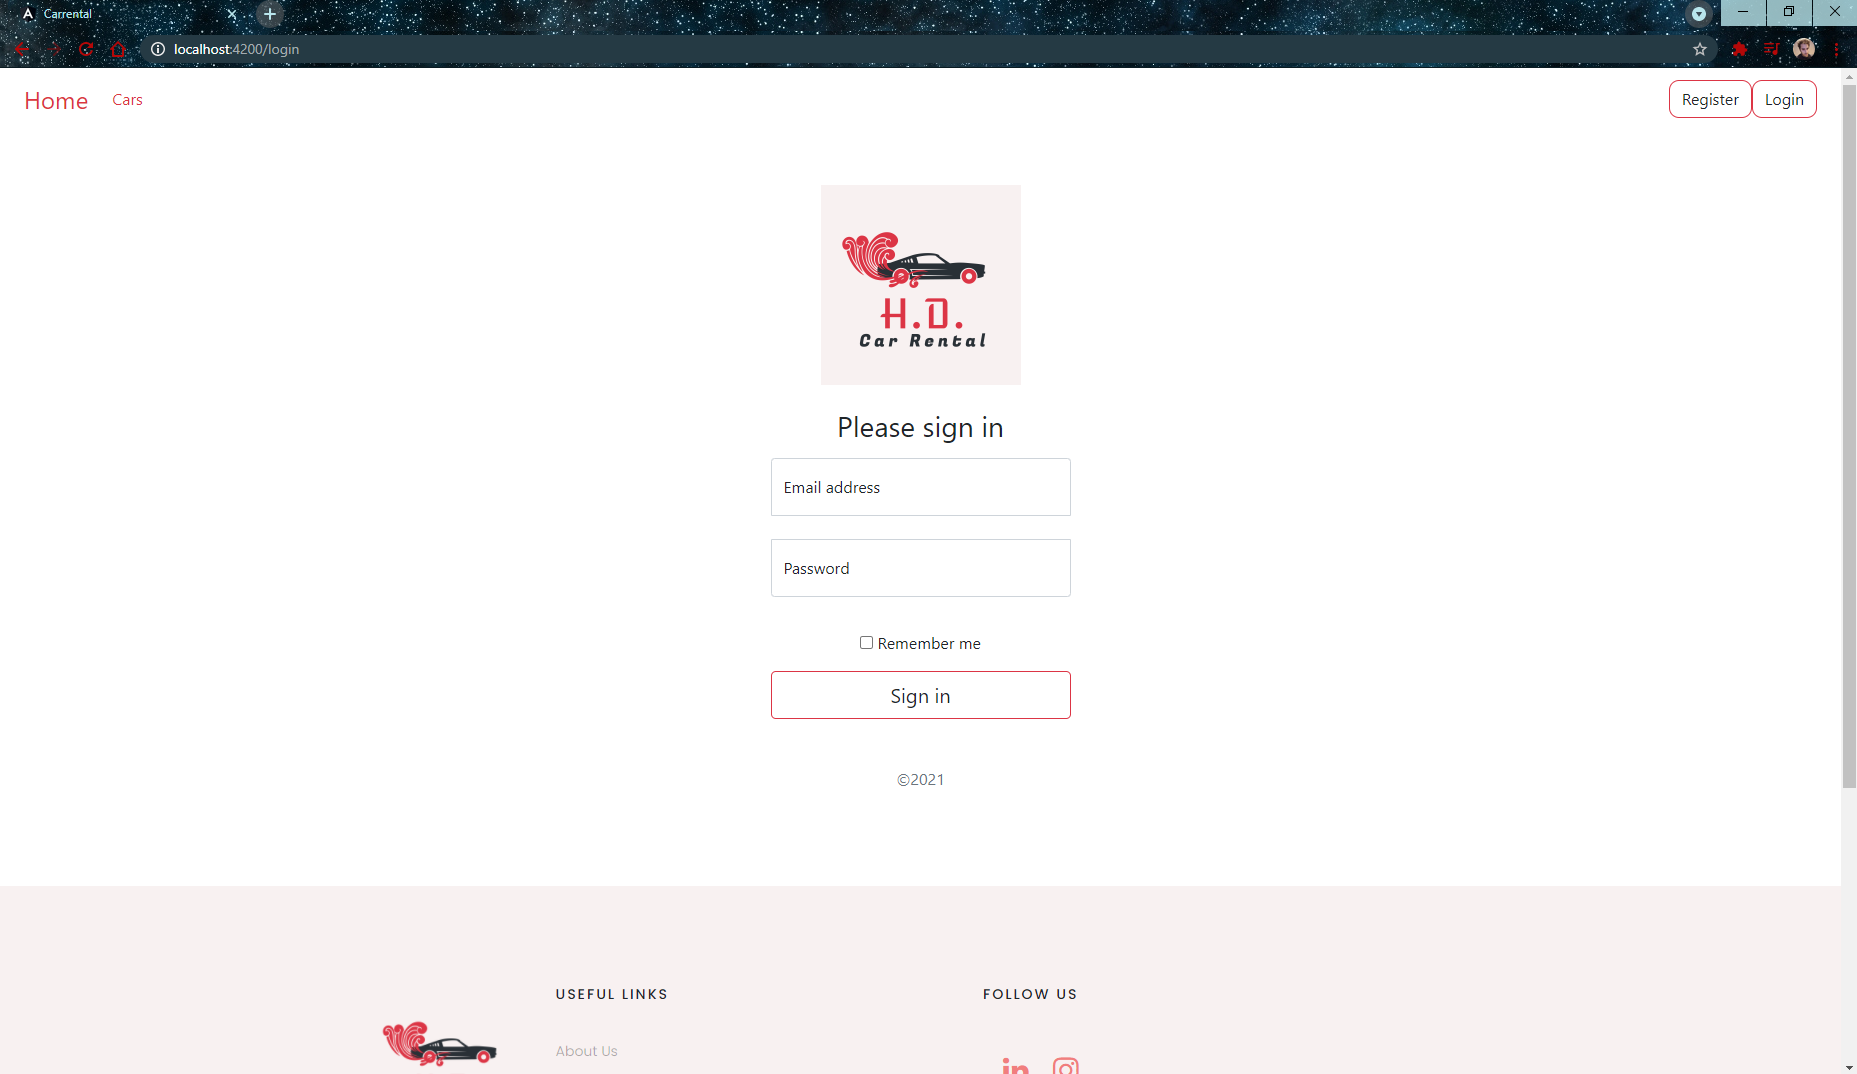 Carrental
localhost:4200/login
Home
Cars
Register
Login
H.D.
Car Rental
Please sign in
Email address
Password
Remember me
Sign in
©2021
USEFUL LINKS
FOLLOW US
About Us